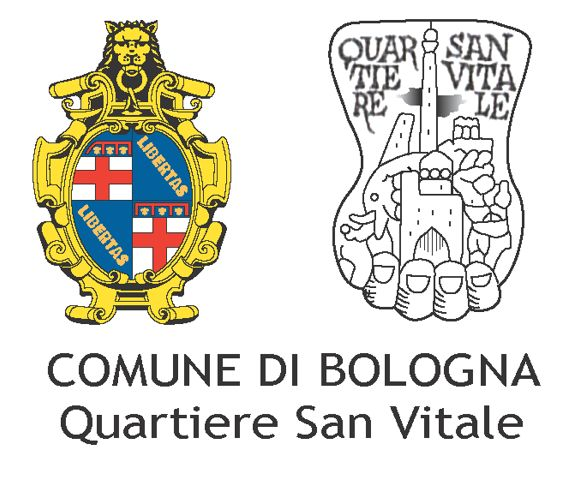 LIBERTAS
LIBERTAS
QUAR SAN
TIE VITA
RE LE
COMUNE DI BOLOGNA
Quartiere San Vitale